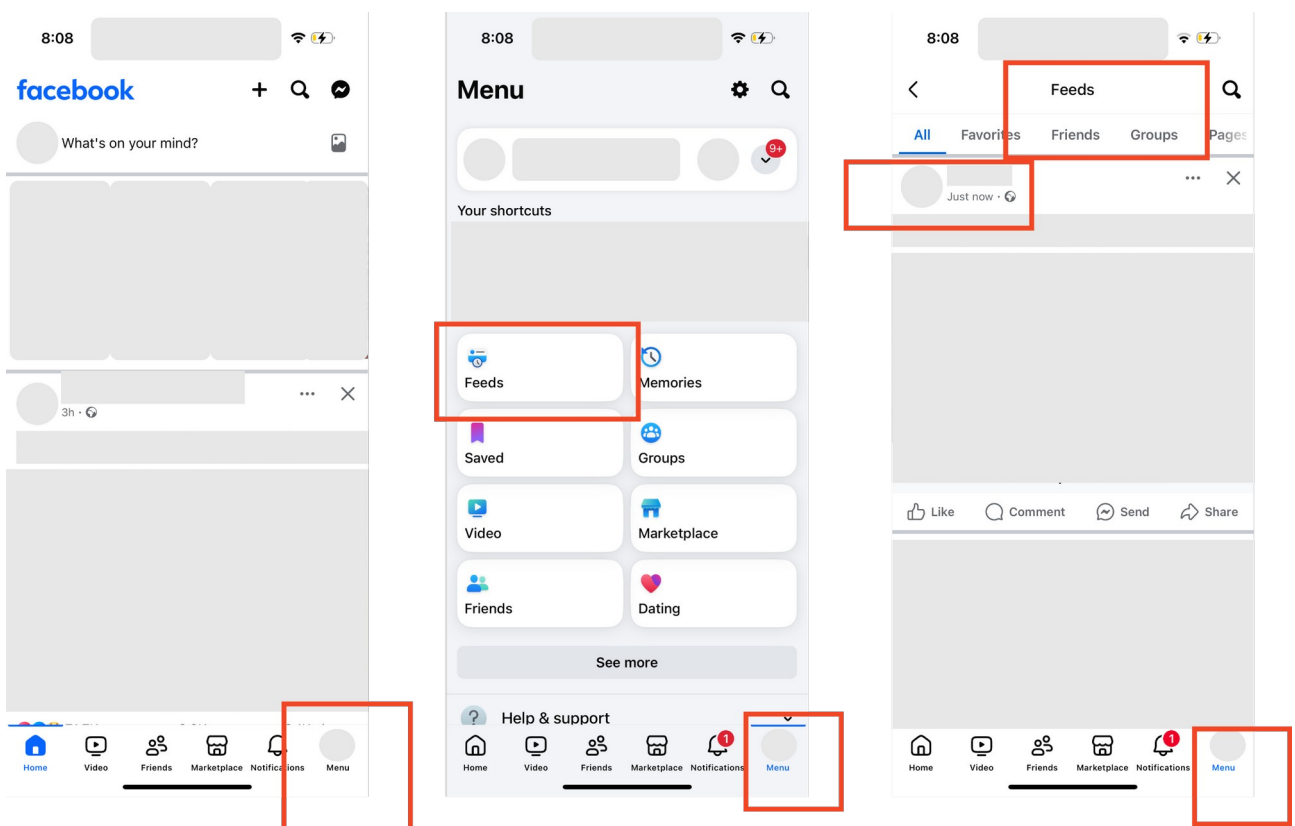 8:08
facebook
What's on your mind?
3h
Home Video Friends Marketplace Notifications Menu
8:08
Menu
9+
Your shortcuts
Feeds Memories
Saved Groups
Video Marketplace
Friends Dating
See more
? Help & support
1
Home Video Friends Marketplace Notifications Menu
8:08
Feeds
All Favorites Friends Groups Pages
Just now
Like Comment Send Share
1
Home Video Friends Marketplace Notifications Menu